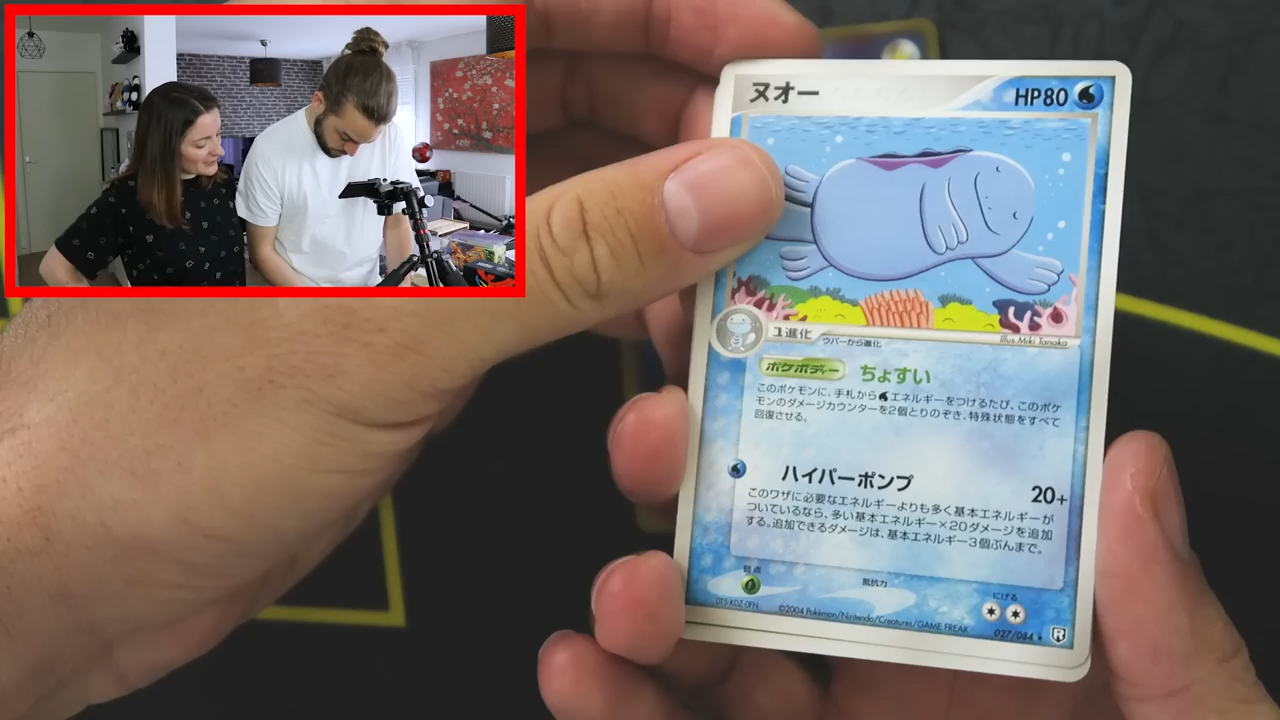 ヌオー
HP80
Illus. Miki Tanaka
1進化
ウパーから進化
ポケボディー ちょすい
このポケモンに、手札から エネルギーをつけるたび、このポケ
モンのダメージカウンターを2個とりのぞき、特殊状態をすべて
回復させる。
ハイパーポンプ
20+
このワザに必要なエネルギーよりも多く基本エネルギーが
ついているなら、多い基本エネルギー×20ダメージを追加
する。追加できるダメージは、基本エネルギー3個ぶんまで。
弱点
抵抗力
にげる
©2004 Pokémon/Nintendo/Creatures/GAME FREAK
027/084
R